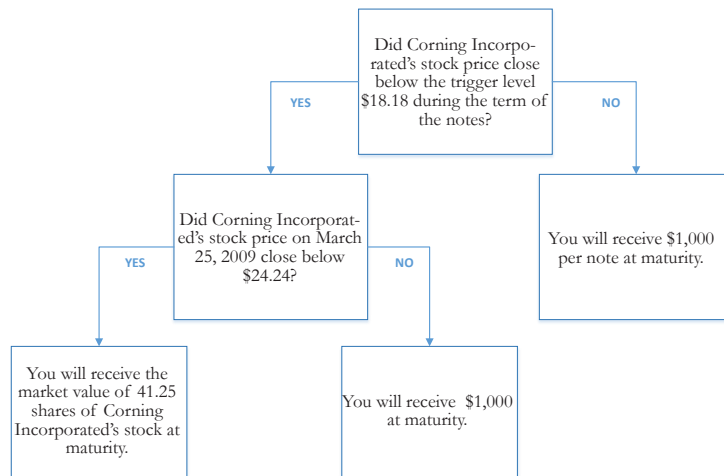 Did Corning Incorpo-
rated's stock price close
below the trigger level
$18.18 during the term of
the notes?
YES
NO
Did Corning Incorporat-
ed's stock price on March
25, 2009 close below
$24.24?
You will receive $1,000
per note at maturity.
YES
NO
You will receive the
market value of 41.25
shares of Corning
Incorporated's stock at
maturity.
You will receive $1,000
at maturity.